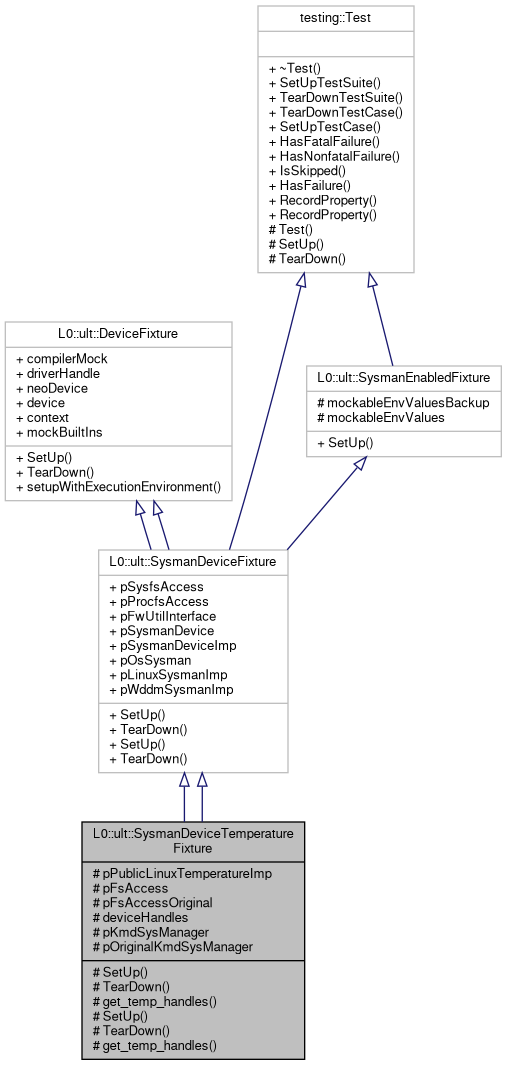 testing::Test
+ ~Test()
+ SetUpTestSuite()
+ TearDownTestSuite()
+ TearDownTestCase()
+ SetUpTestCase()
+ HasFatalFailure()
+ HasNonfatalFailure()
+ IsSkipped()
+ HasFailure()
+ RecordProperty()
+ RecordProperty()
# Test()
# SetUp()
# TearDown()
L0::ult::DeviceFixture
+ compilerMock
+ driverHandle
+ neoDevice
+ device
+ context
+ mockBuiltIns
+ SetUp()
+ TearDown()
+ setupWithExecutionEnvironment()
L0::ult::SysmanEnabledFixture
# mockableEnvValuesBackup
# mockableEnvValues
+ SetUp()
L0::ult::SysmanDeviceFixture
+ pSysfsAccess
+ pProcfsAccess
+ pFwUtilInterface
+ pSysmanDevice
+ pSysmanDeviceImp
+ pOsSysman
+ pLinuxSysmanImp
+ pWddmSysmanImp
+ SetUp()
+ TearDown()
+ SetUp()
+ TearDown()
L0::ult::SysmanDeviceTemperature
Fixture
# pPublicLinuxTemperatureImp
# pFsAccess
# pFsAccessOriginal
# deviceHandles
# pKmdSysManager
# pOriginalKmdSysManager
# SetUp()
# TearDown()
# get_temp_handles()
# SetUp()
# TearDown()
# get_temp_handles()